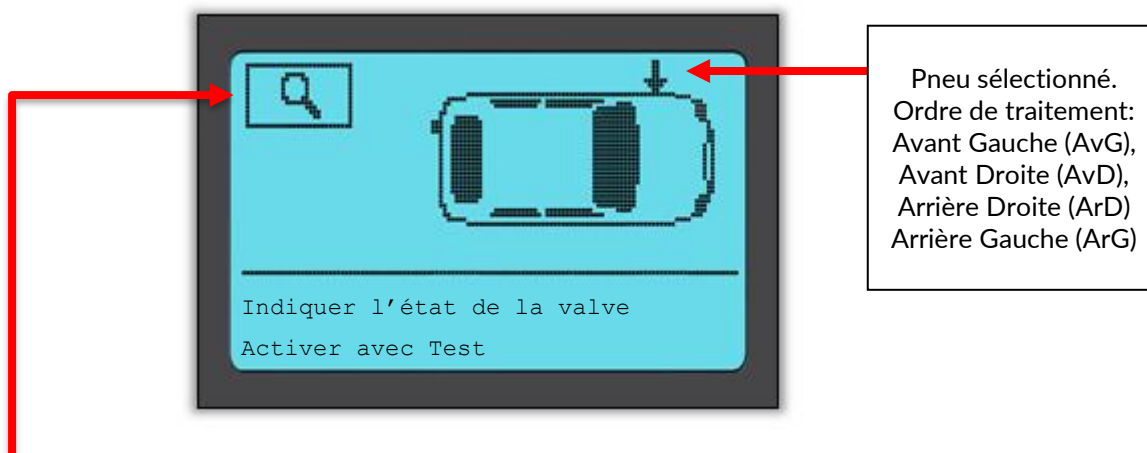 Pneu sélectionné.
Ordre de traitement:
Avant Gauche (AvG),
Avant Droite (AvD),
Arrière Droite (ArD)
Arrière Gauche (ArG)
Indiquer l’état de la valve
Activer avec Test